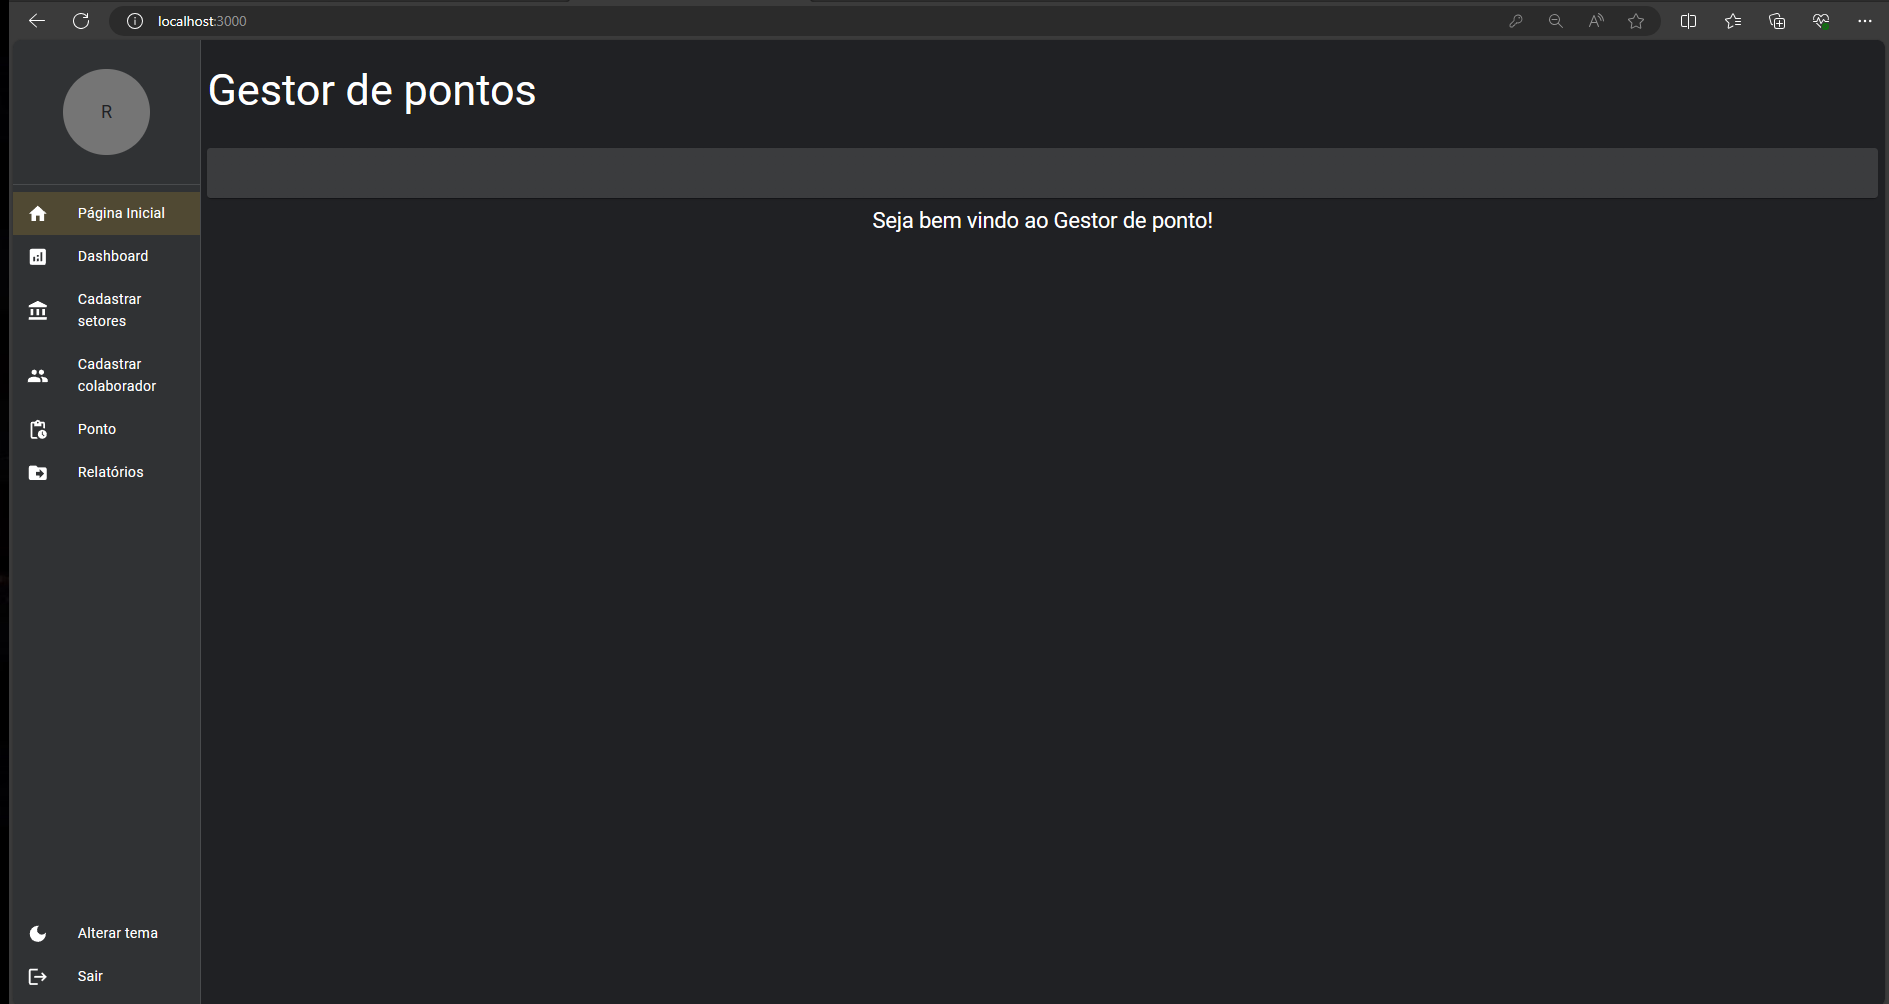 localhost:3000
R
Gestor de pontos
Seja bem vindo ao Gestor de ponto!
Página Inicial
Dashboard
Cadastrar
setores
Cadastrar
colaborador
Ponto
Relatórios
Alterar tema
Sair